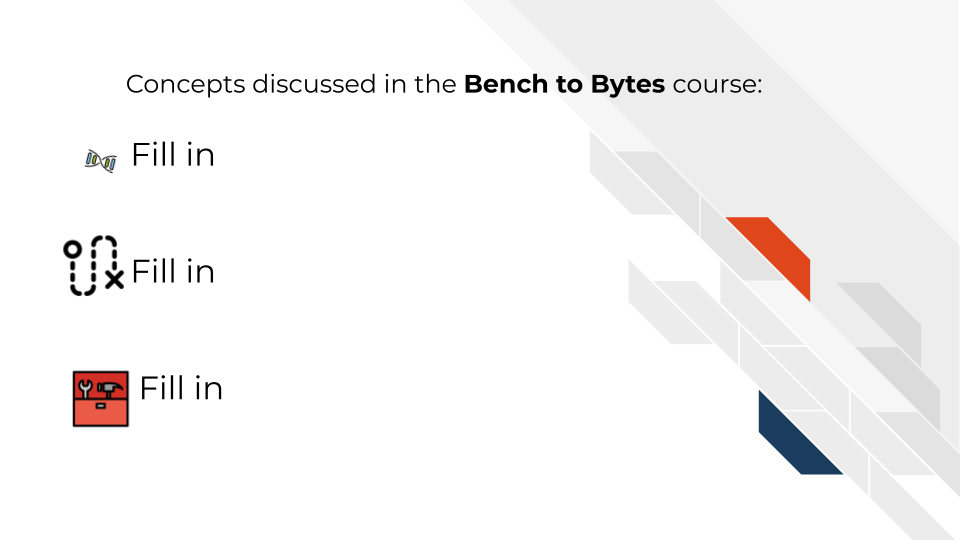 Concepts discussed in the Bench to Bytes course:
Fill in
Fill in
Fill in